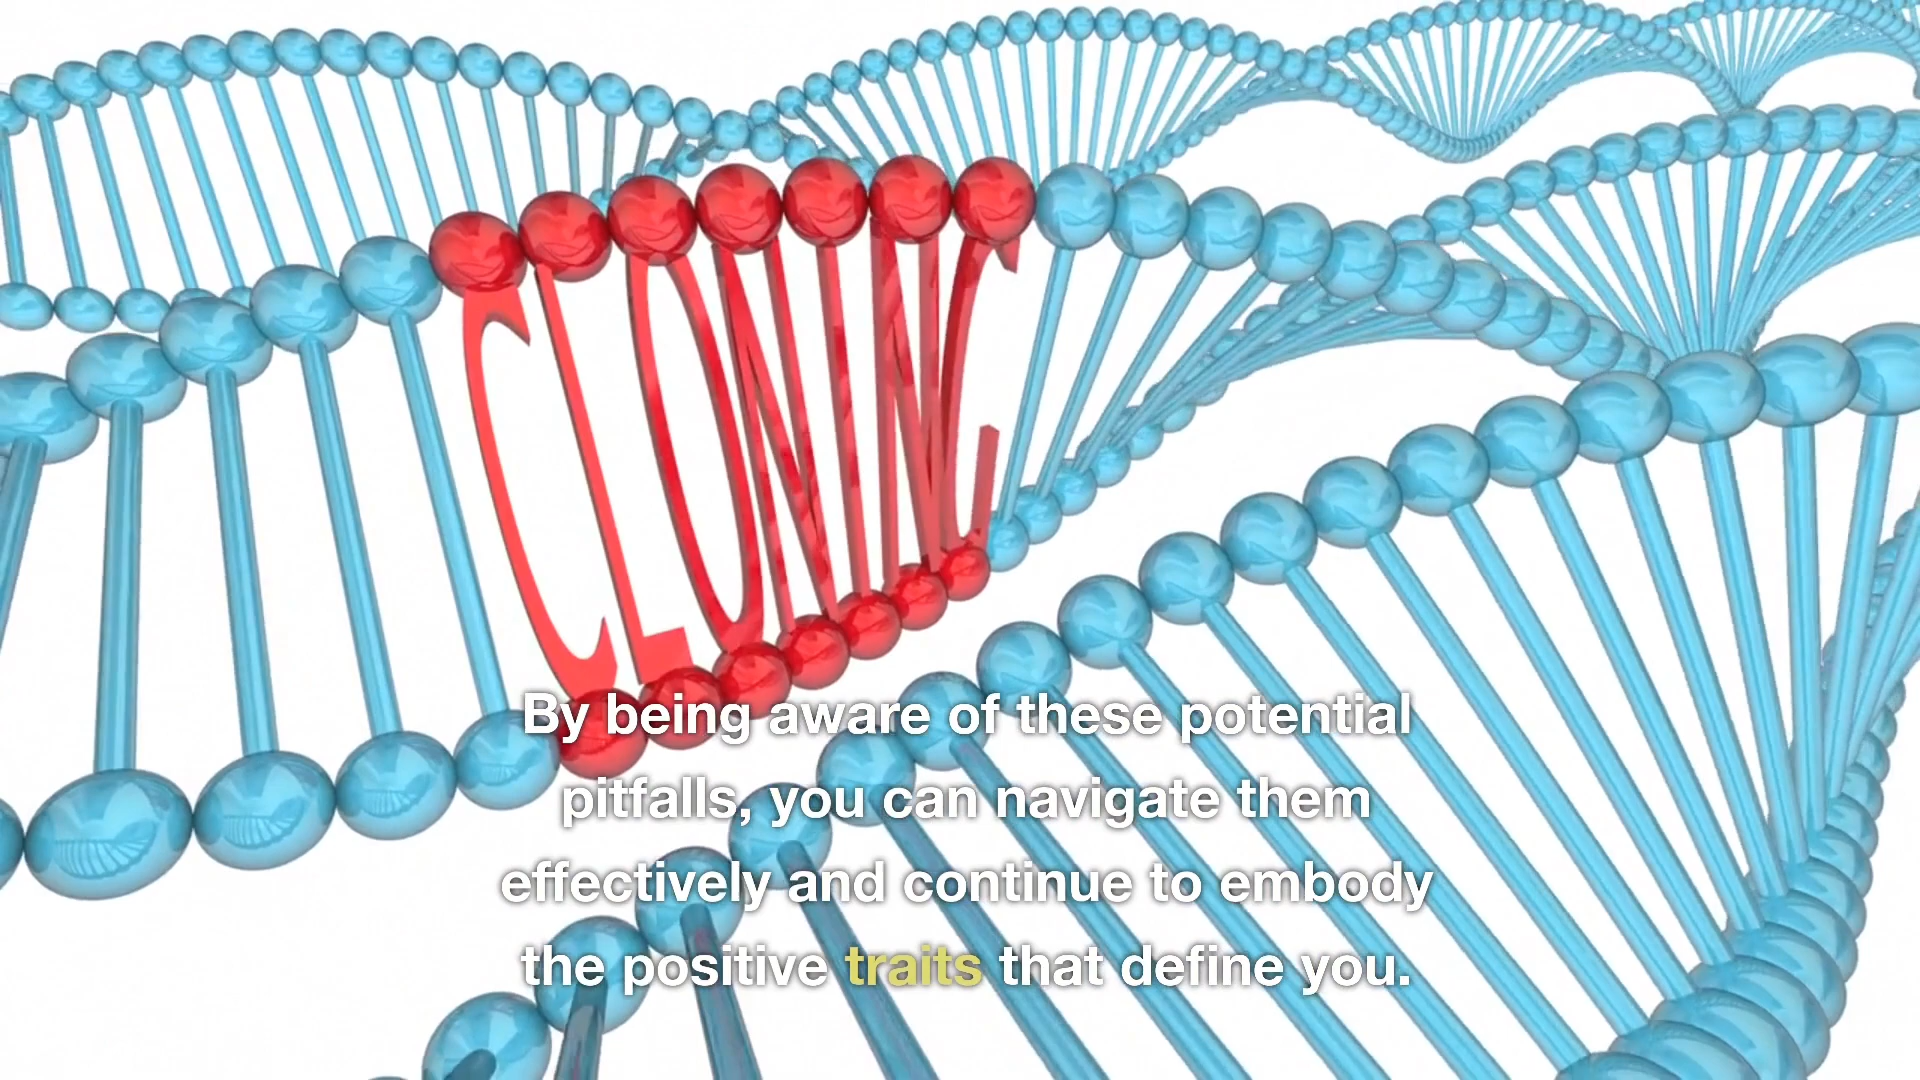 CLONING
By being aware of these potential
pitfalls, you can navigate them
effectively and continue to embody
the positive traits that define you.